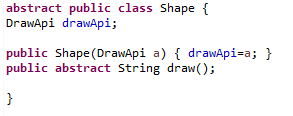 abstract public class Shape {
DrawApi drawApi;
public Shape(DrawApi a) { drawApi=a; }
public abstract String draw();
}